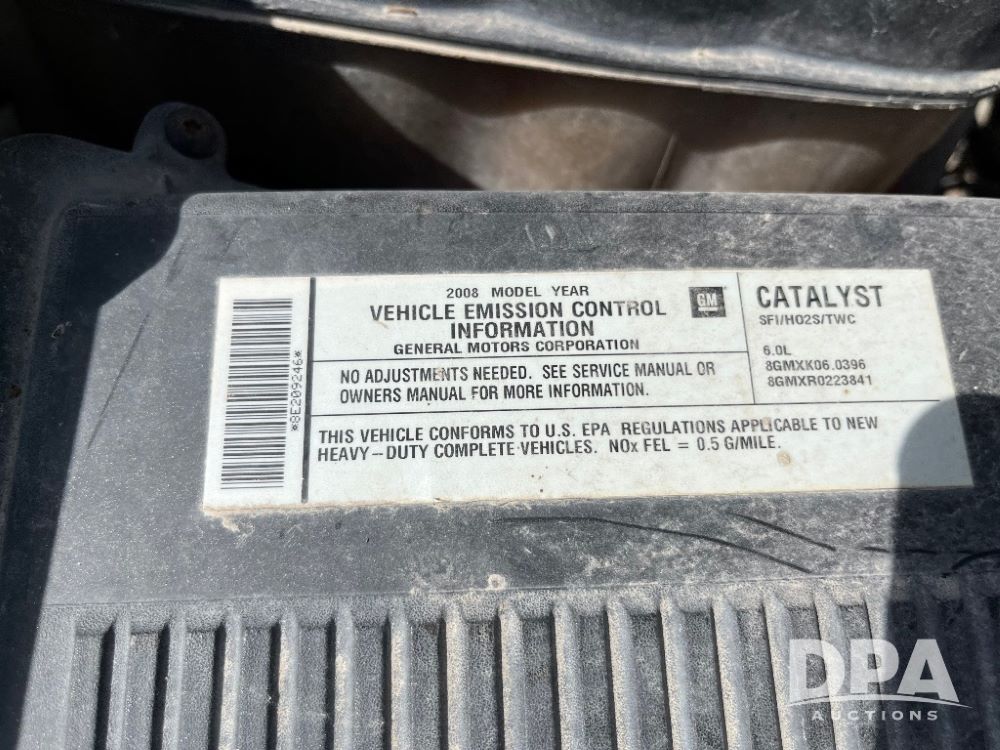 *8E209246*
2008 MODEL YEAR
VEHICLE EMISSION CONTROL
INFORMATION
GENERAL MOTORS CORPORATION
GM
NO ADJUSTMENTS NEEDED. SEE SERVICE MANUAL OR
OWNERS MANUAL FOR MORE INFORMATION.
CATALYST
SFI/HO2S/TWC
6.0L
8GMXK06.0396
8GMXR0223841
THIS VEHICLE CONFORMS TO U.S. EPA REGULATIONS APPLICABLE TO NEW
HEAVY-DUTY COMPLETE VEHICLES. NOx FEL = 0.5 G/MILE.
DPA
AUCTIONS